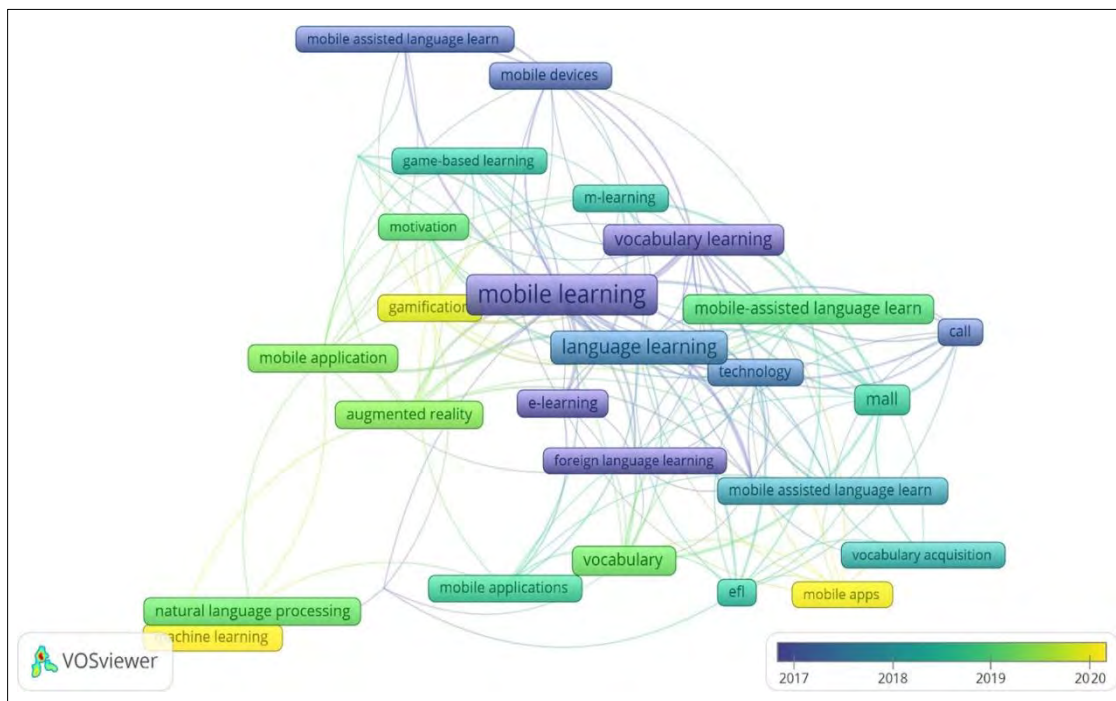 mobile assisted language learn
mobile devices
game-based learning
m-learning
motivation
vocabulary learning
mobile learning
gamification
mobile-assisted language learn
call
language learning
mobile application
technology
e-learning
mall
augmented reality
foreign language learning
mobile assisted language learn
vocabulary acquisition
vocabulary
mobile applications
efl
mobile apps
natural language processing
machine learning
VOSviewer
2017 2018 2019 2020